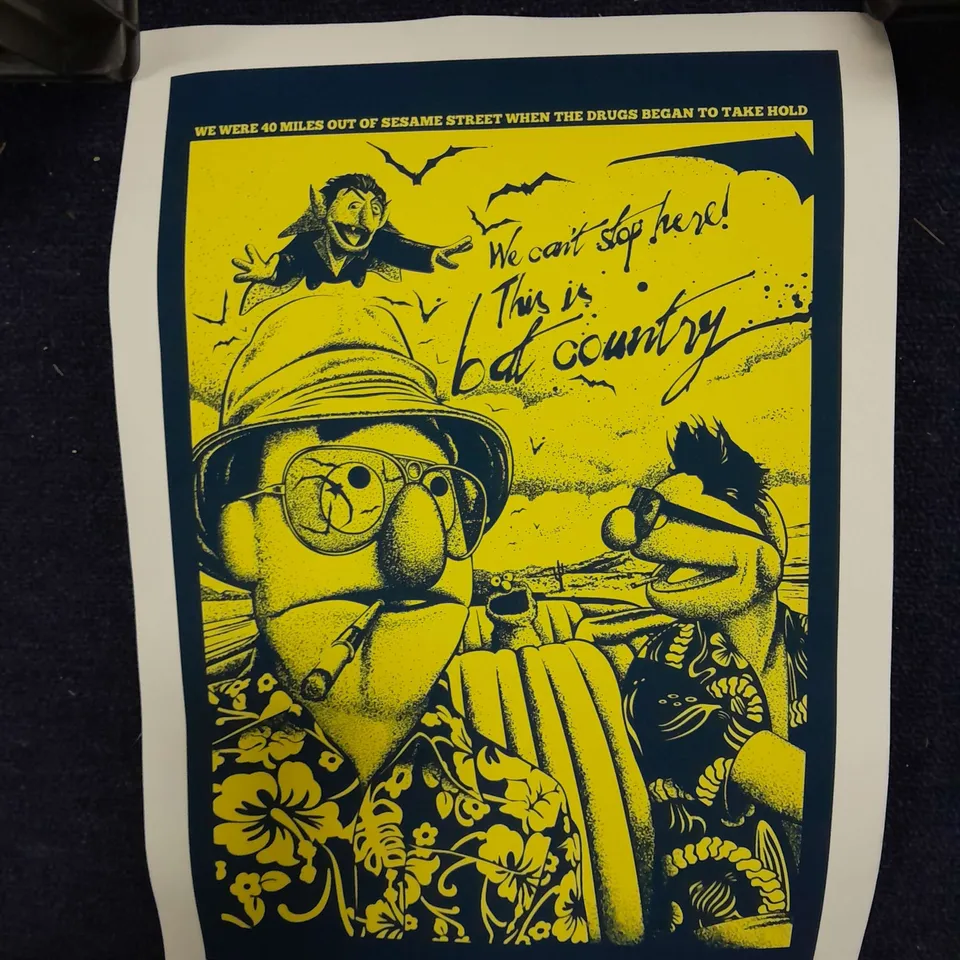 WE WERE 40 MILES OUT OF SESAME STREET WHEN THE DRUGS BEGAN TO TAKE HOLD
We can't stop here!
This is
bat country